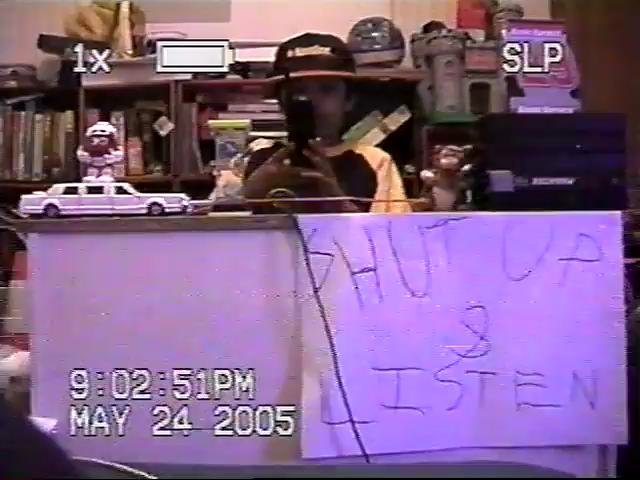 1x SLP
SHUT UP
&
LISTEN
9:02:51PM
MAY 24 2005